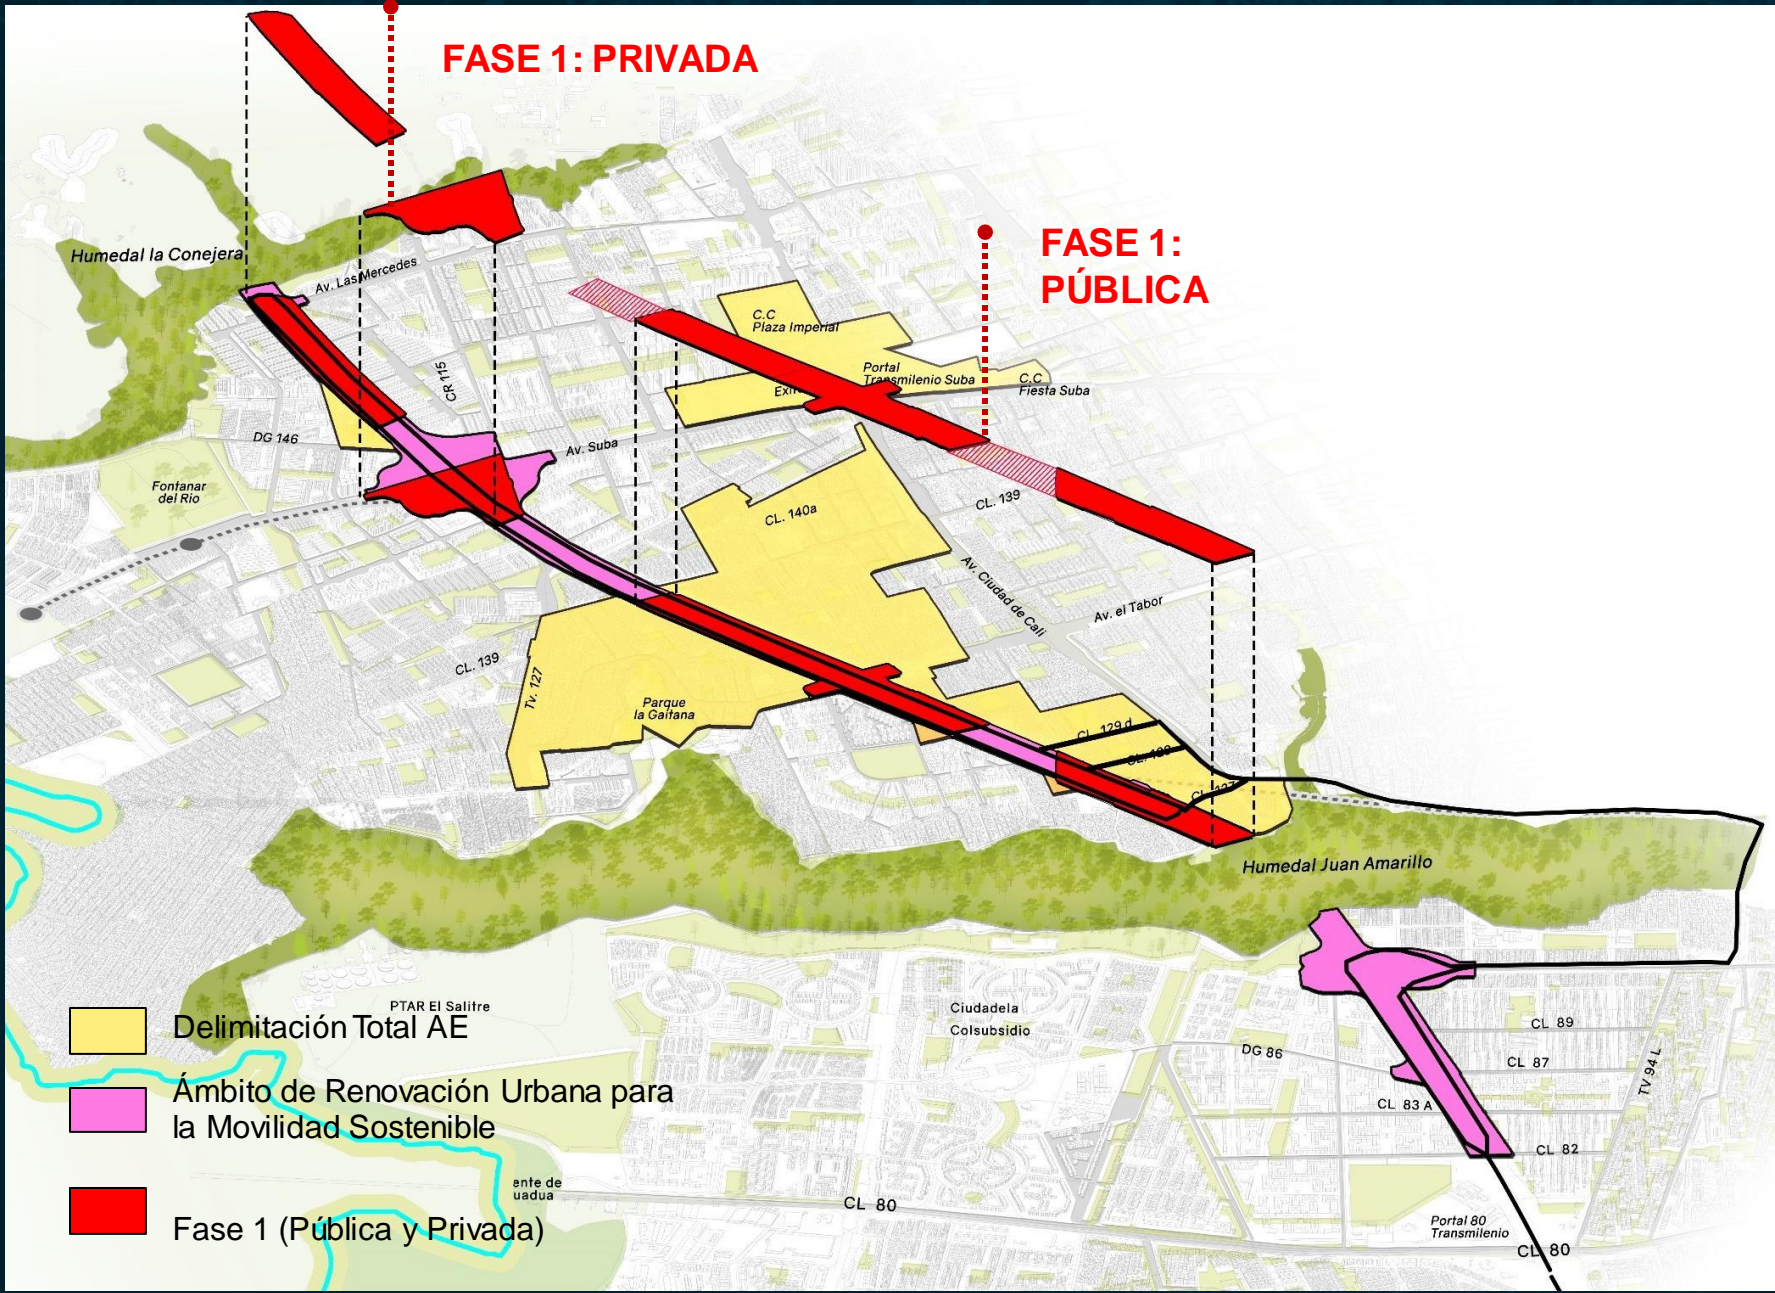 FASE 1: PRIVADA
FASE 1:
PÚBLICA
Humedal la Conejera
Av. Las Mercedes
C.C
Plaza Imperial
Portal
Transmilenio Suba
C.C
Fiesta Suba
CR 115
DG 146
Av. Suba
Fontanar
del Rio
CL. 140a
CL. 139
Av. Ciudad de Cali
Av. el Tabor
CL. 139
Tv. 127
Parque
la Gaitana
CL. 129 d
Humedal Juan Amarillo
PTAR El Salitre
Ciudadela
Colsubsidio
CL 89
DG 86
CL 87
TV 94 L
CL 83 A
CL 82
ente de
uadua
CL 80
Portal 80
Transmilenio
CL 80
Delimitación Total AE
Ámbito de Renovación Urbana para
la Movilidad Sostenible
Fase 1 (Pública y Privada)